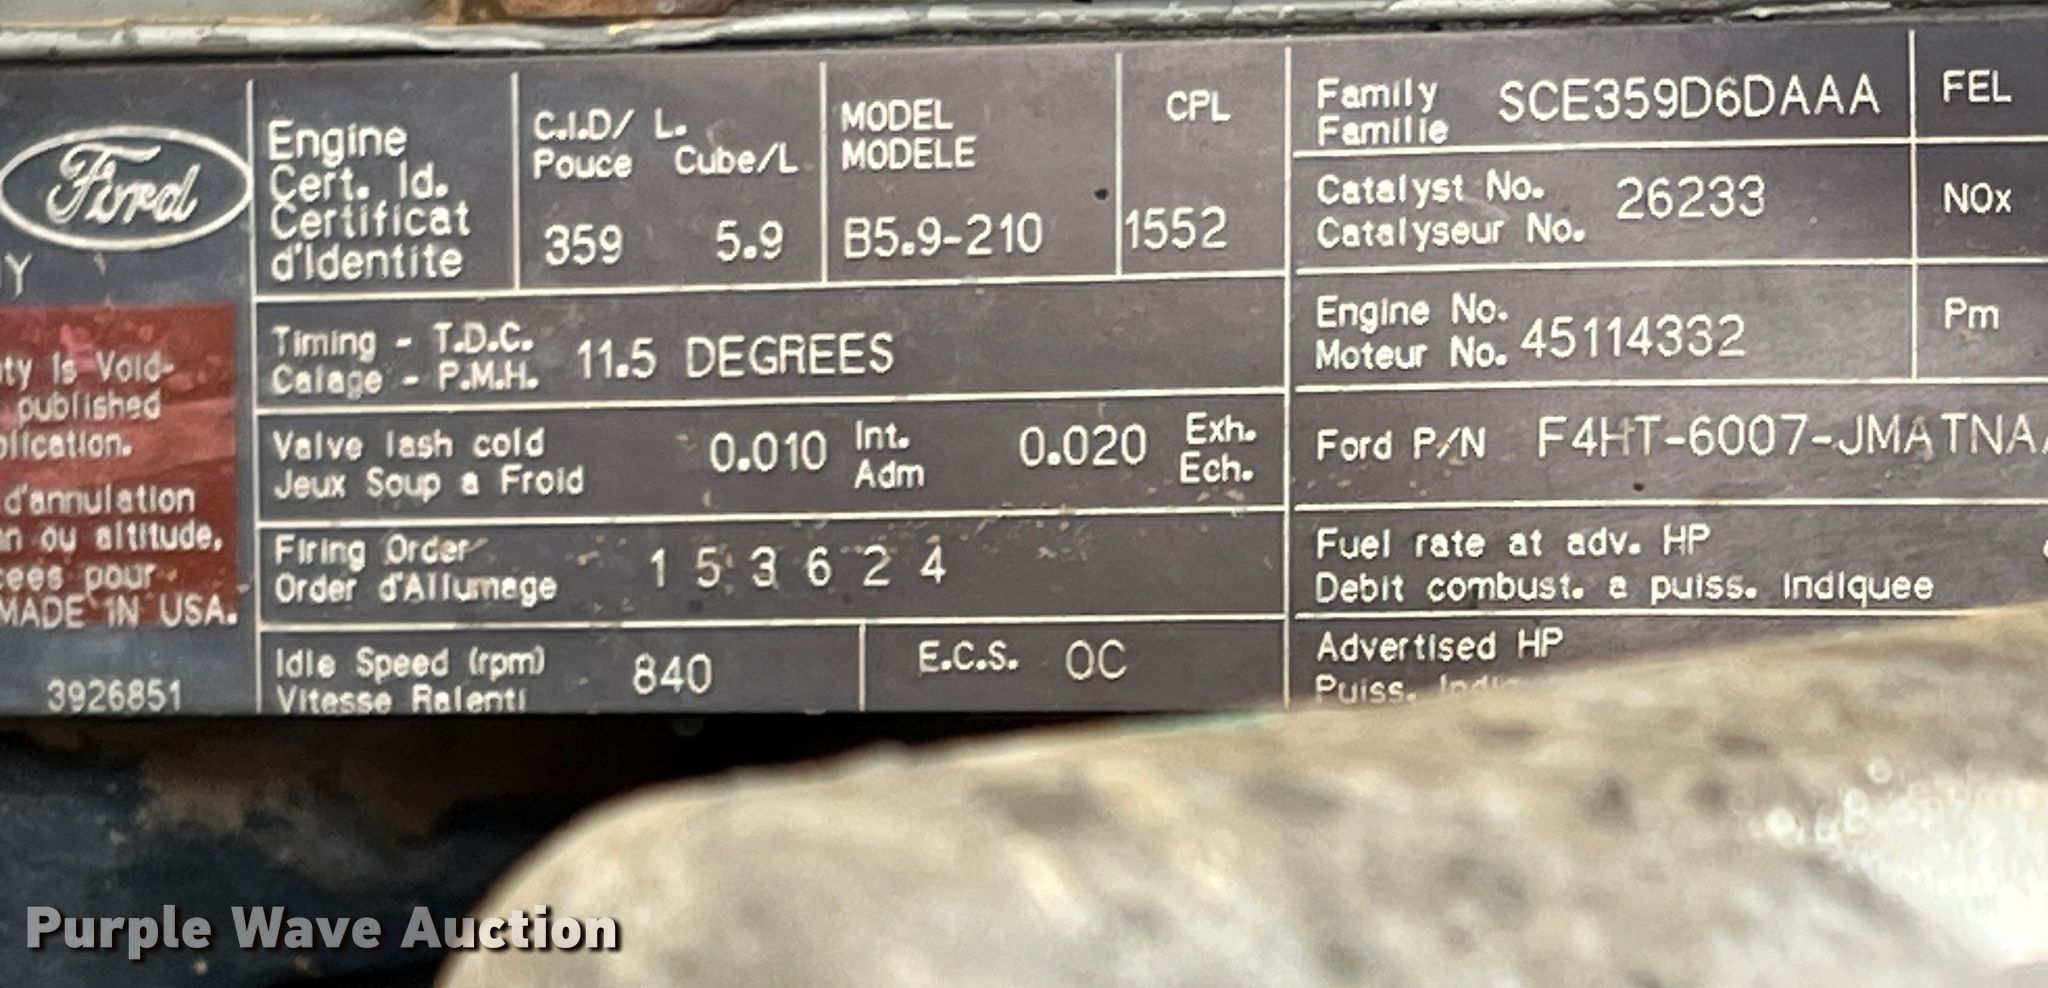 Ford
Y
ty Is Void-
published
plication.
d'annulation
n ou altitude,
cees pour
MADE IN USA.
3926851
Engine
Cert. Id.
Certificat
d'Identite
C.I.D/ L.
Pouce Cube/L
359 5.9
MODEL
MODELE
B5.9-210
CPL
1552
Timing - T.D.C.
Calage - P.M.H.
11.5 DEGREES
Valve lash cold
Jeux Soup a Froid
0.010 Int.
Adm
0.020 Exh.
Ech.
Firing Order
Order d'Allumage
1 5 3 6 2 4
Idle Speed (rpm)
Vitesse Ralenti
840
E.C.S. OC
Family
Familie
SCE359D6DAAA
FEL
Catalyst No.
Catalyseur No.
26233
NOx
Engine No.
Moteur No.
45114332
Pm
Ford P/N F4HT-6007-JMATNA
Fuel rate at adv. HP
Debit combust. a puiss. indiquee
Advertised HP
Puiss.
Purple Wave Auction